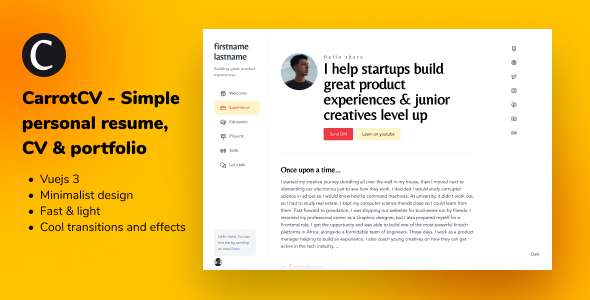 C
CarrotCV - Simple
personal resume,
CV & portfolio
Vuejs 3
Minimalist design
Fast & light
Cool transitions and effects
firstname
lastname
Building great product
experiences
Welcome
Experience
Education
Projects
Skills
Let's talk
Hello there
I help startups build
great product
experiences & junior
creatives level up
Send DM
Learn on youtube
Once upon a time...
I started my creative journey doodling all over the wall in my house, then I moved next to
dismantling our electronics just to see how they work. I decided I would study computer
science in school so I could learn how to command machines. At university, it didn't work out,
so I had to study real estate. I kept my computer science friends close so I could learn from
them. Fast forward to graduation, I was shipping out websites for businesses run by friends. I
resumed my professional career as a Graphics designer, but I also prepared myself for a
Frontend role. I got the opportunity and was able to build one of the most funded fintech
platforms in Africa, alongside a formidable team of engineers. These days, I work as a product
manager helping to build an experience. I also coach young creatives on how they can get
active in the tech industry. ...
Experience
Hello there, You can
hire me by sending
an email here.
Dark